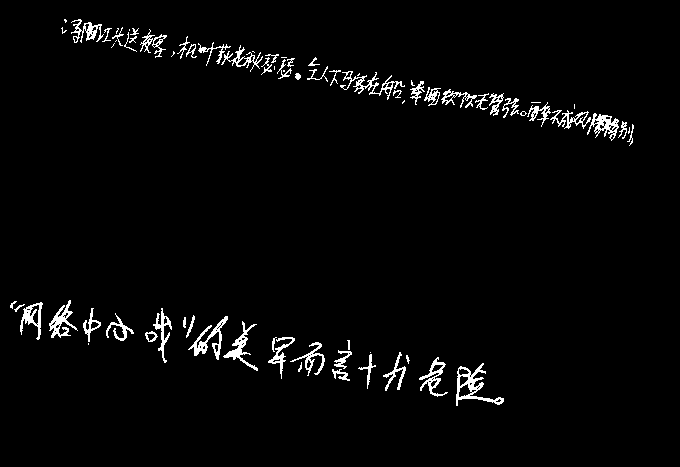 浔阳江头送夜客，枫叶荻花秋瑟瑟。主人下马客在船，举酒欲饮无管弦。醉不成欢惨将别，
“网络中心战”的美军而言十分危险。